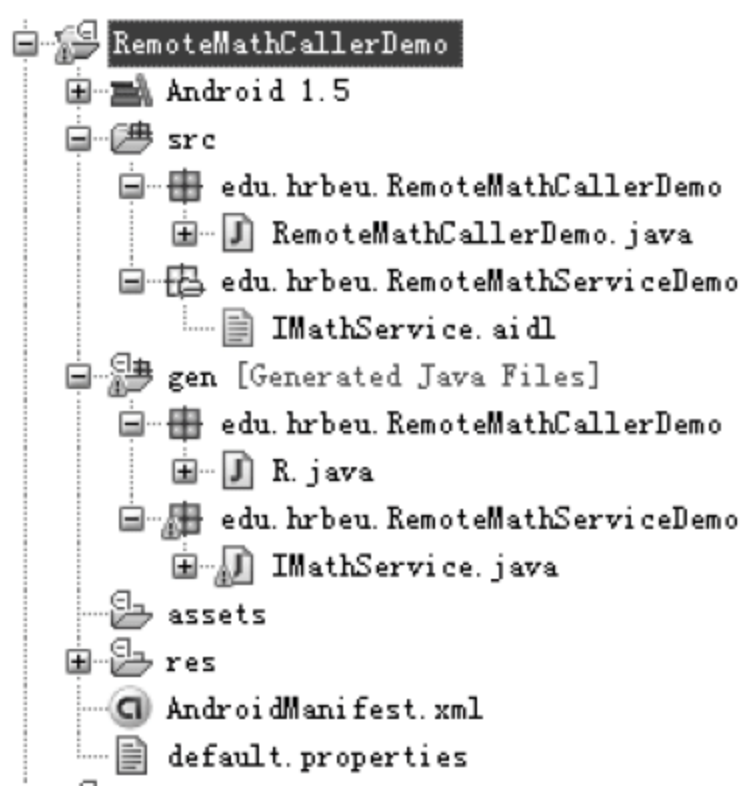 RemoteMathCallerDemo
Android 1.5
src
edu.hrbeu.RemoteMathCallerDemo
RemoteMathCallerDemo.java
edu.hrbeu.RemoteMathServiceDemo
IMathService.aidl
gen [Generated Java Files]
edu.hrbeu.RemoteMathCallerDemo
R.java
edu.hrbeu.RemoteMathServiceDemo
IMathService.java
assets
res
AndroidManifest.xml
default.properties